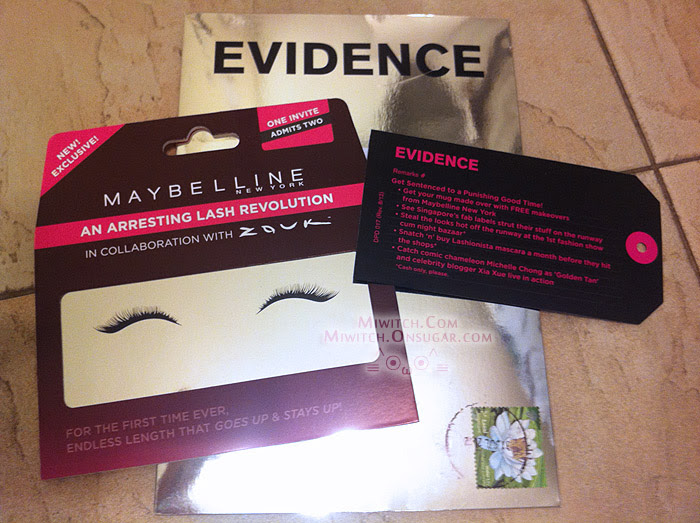 EVIDENCE
NEW!
EXCLUSIVE!
ONE INVITE
ADMITS TWO
MAYBELLINE
NEW YORK
AN ARRESTING LASH REVOLUTION
IN COLLABORATION WITH ZOUK
FOR THE FIRST TIME EVER,
ENDLESS LENGTH THAT GOES UP & STAYS UP!
EVIDENCE
Remarks #
Get Sentenced to a Punishing Good Time!
• Get your mug made over with FREE makeovers
from Maybelline New York
• See Singapore's fab labels strut their stuff on the runway
• Steal the looks hot off the runway at the 1st fashion show
cum night bazaar*
• Snatch 'n' buy Lashionista mascara a month before they hit
the shops*
• Catch comic chameleon Michelle Chong as 'Golden Tan'
and celebrity blogger Xia Xue live in action
*Cash only, please.
Miwitch.Com
Miwitch.Onsugar.com